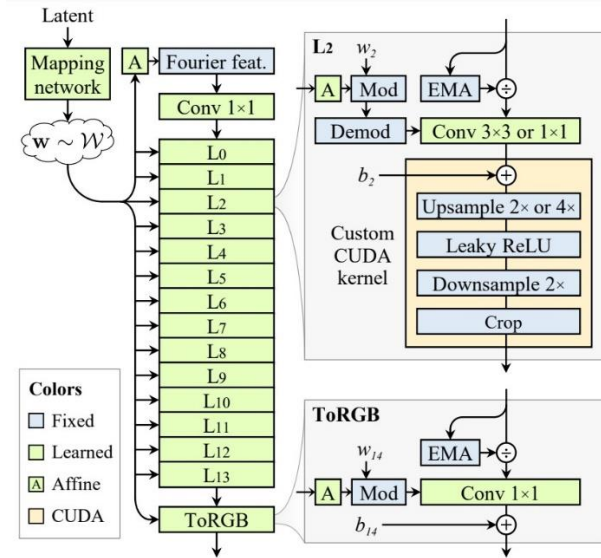 Latent
Mapping
network
w ~ W
A
Fourier feat.
Conv 1×1
L0
L1
L2
L3
L4
L5
L6
L7
L8
L9
L10
L11
L12
L13
ToRGB
Colors
Fixed
Learned
A Affine
CUDA
L2
w2
A
Mod
EMA
÷
Demod
Conv 3×3 or 1×1
b2
+
Custom
CUDA
kernel
Upsample 2× or 4×
Leaky ReLU
Downsample 2×
Crop
ToRGB
w14
EMA
÷
A
Mod
Conv 1×1
b14
+